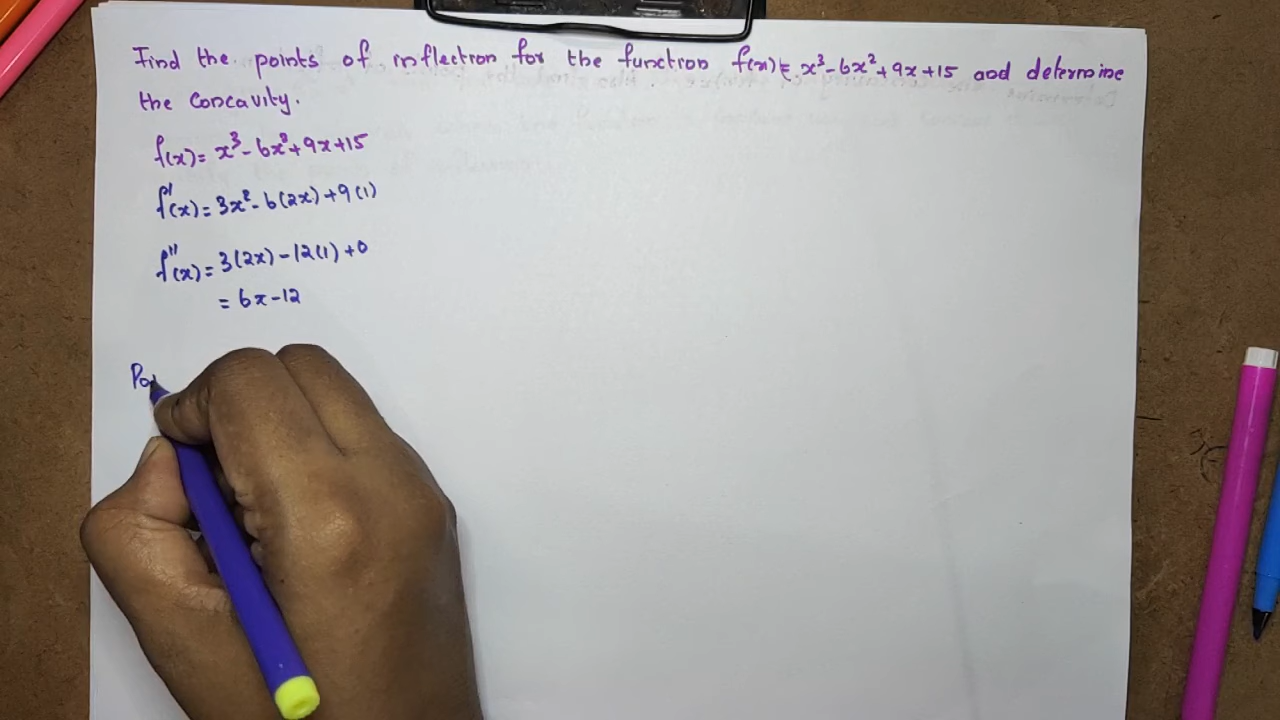 Find the points of inflection for the function f(x) = x³-6x²+9x+15 and determine
the concavity.
f(x) = x³-6x²+9x+15
f'(x) = 3x²-6(2x)+9(1)
f''(x) = 3(2x)-12(1)+0
= 6x-12
Po